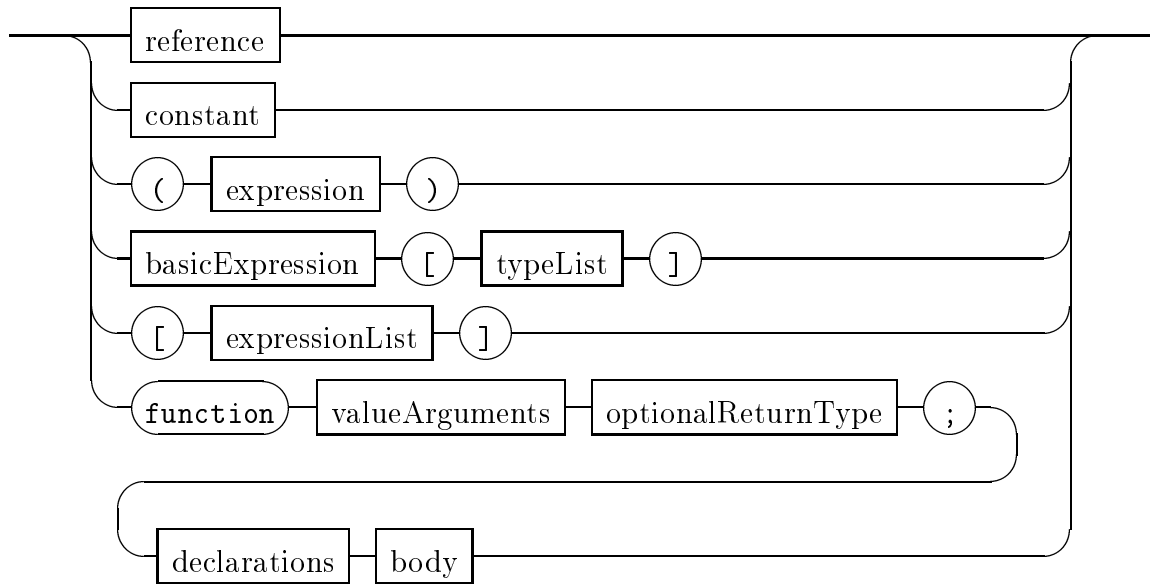 reference
constant
( expression )
basicExpression [ typeList ]
[ expressionList ]
function valueArguments optionalReturnType ;
declarations body